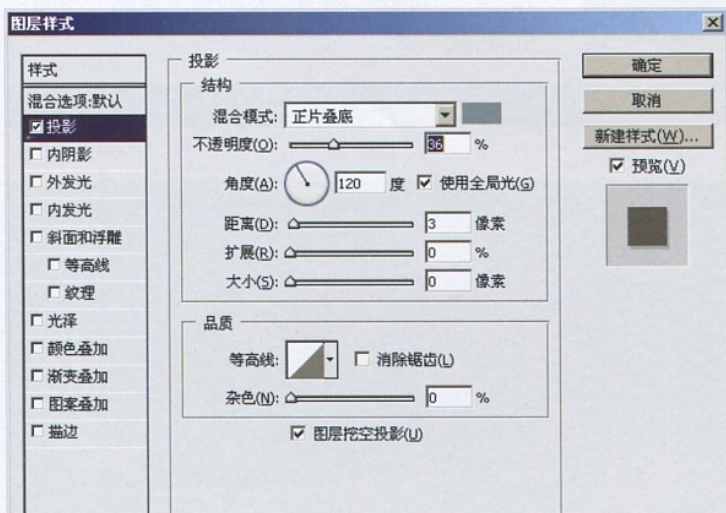 图层样式
样式
混合选项:默认
投影
内阴影
外发光
内发光
斜面和浮雕
等高线
纹理
光泽
颜色叠加
渐变叠加
图案叠加
描边
投影
结构
混合模式: 正片叠底
不透明度(O): 36 %
角度(A): 120 度 使用全局光(G)
距离(D): 3 像素
扩展(R): 0 %
大小(S): 0 像素
品质
等高线: 消除锯齿(L)
杂色(N): 0 %
图层挖空投影(U)
确定
取消
新建样式(W)...
预览(V)